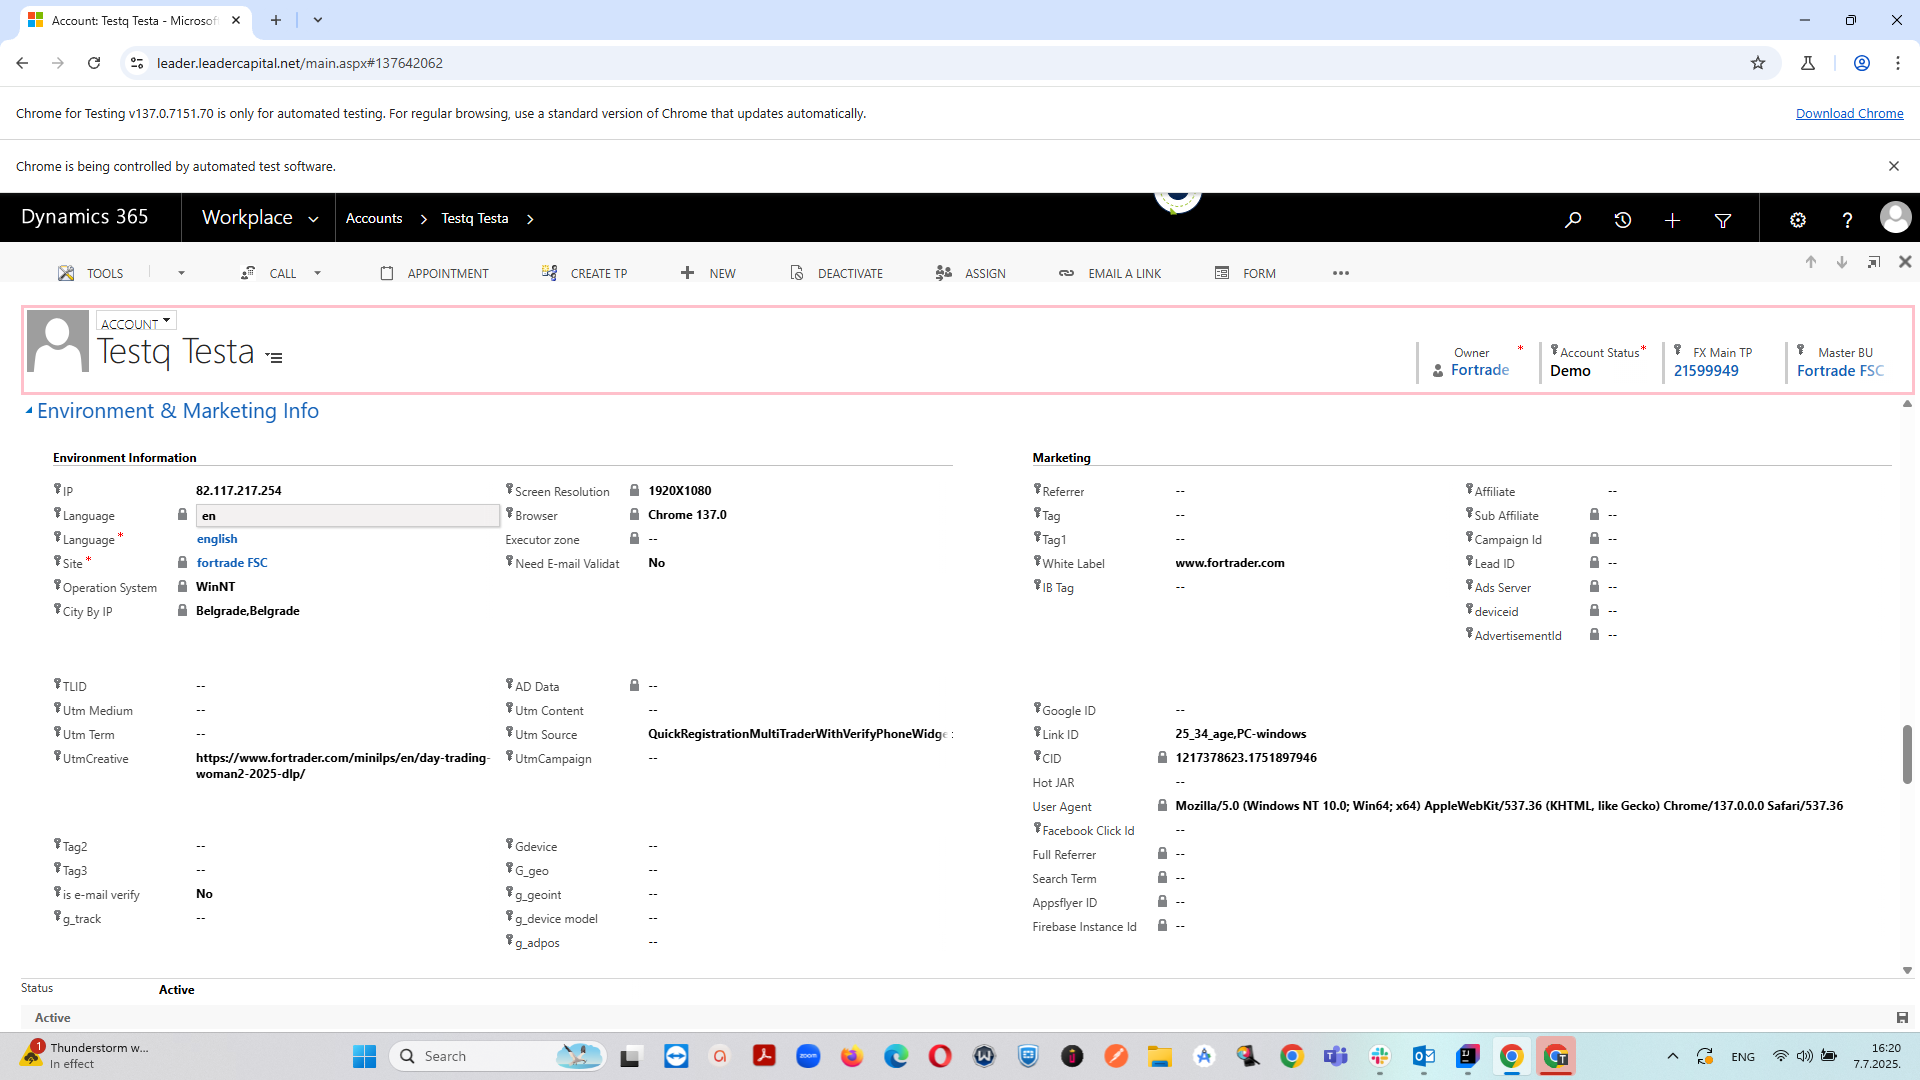 Account: Testq Testa - Microsof
leader.leadercapital.net/main.aspx#137642062
Chrome for Testing v137.0.7151.70 is only for automated testing. For regular browsing, use a standard version of Chrome that updates automatically.
Download Chrome
Chrome is being controlled by automated test software.
Dynamics 365
Workplace
Accounts
Testq Testa
TOOLS
CALL
APPOINTMENT
CREATE TP
NEW
DEACTIVATE
ASSIGN
EMAIL A LINK
FORM
ACCOUNT
Testq Testa
Owner *
Fortrade
Account Status *
Demo
FX Main TP
21599949
Master BU
Fortrade FSC
Environment & Marketing Info
Environment Information
IP 82.117.217.254
Language en
Language * english
Site * fortrade FSC
Operation System WinNT
City By IP Belgrade,Belgrade
Screen Resolution 1920X1080
Browser Chrome 137.0
Executor zone --
Need E-mail Validat No
Marketing
Referrer --
Tag --
Tag1 --
White Label www.fortrader.com
IB Tag --
Affiliate --
Sub Affiliate --
Campaign Id --
Lead ID --
Ads Server --
deviceid --
AdvertisementId --
TLID --
Utm Medium --
Utm Term --
UtmCreative https://www.fortrader.com/minilps/en/day-trading-
woman2-2025-dlp/
AD Data --
Utm Content --
Utm Source QuickRegistrationMultiTraderWithVerifyPhoneWidge :
UtmCampaign --
Google ID --
Link ID 25_34_age,PC-windows
CID 1217378623.1751897946
Hot JAR --
User Agent Mozilla/5.0 (Windows NT 10.0; Win64; x64) AppleWebKit/537.36 (KHTML, like Gecko) Chrome/137.0.0.0 Safari/537.36
Facebook Click Id --
Full Referrer --
Search Term --
Appsflyer ID --
Firebase Instance Id --
Tag2 --
Tag3 --
is e-mail verify No
g_track --
Gdevice --
G_geo --
g_geoint --
g_device model --
g_adpos --
Status Active
Active
1
Thunderstorm w...
In effect
Search
zoom
ENG
16:20
7.7.2025.